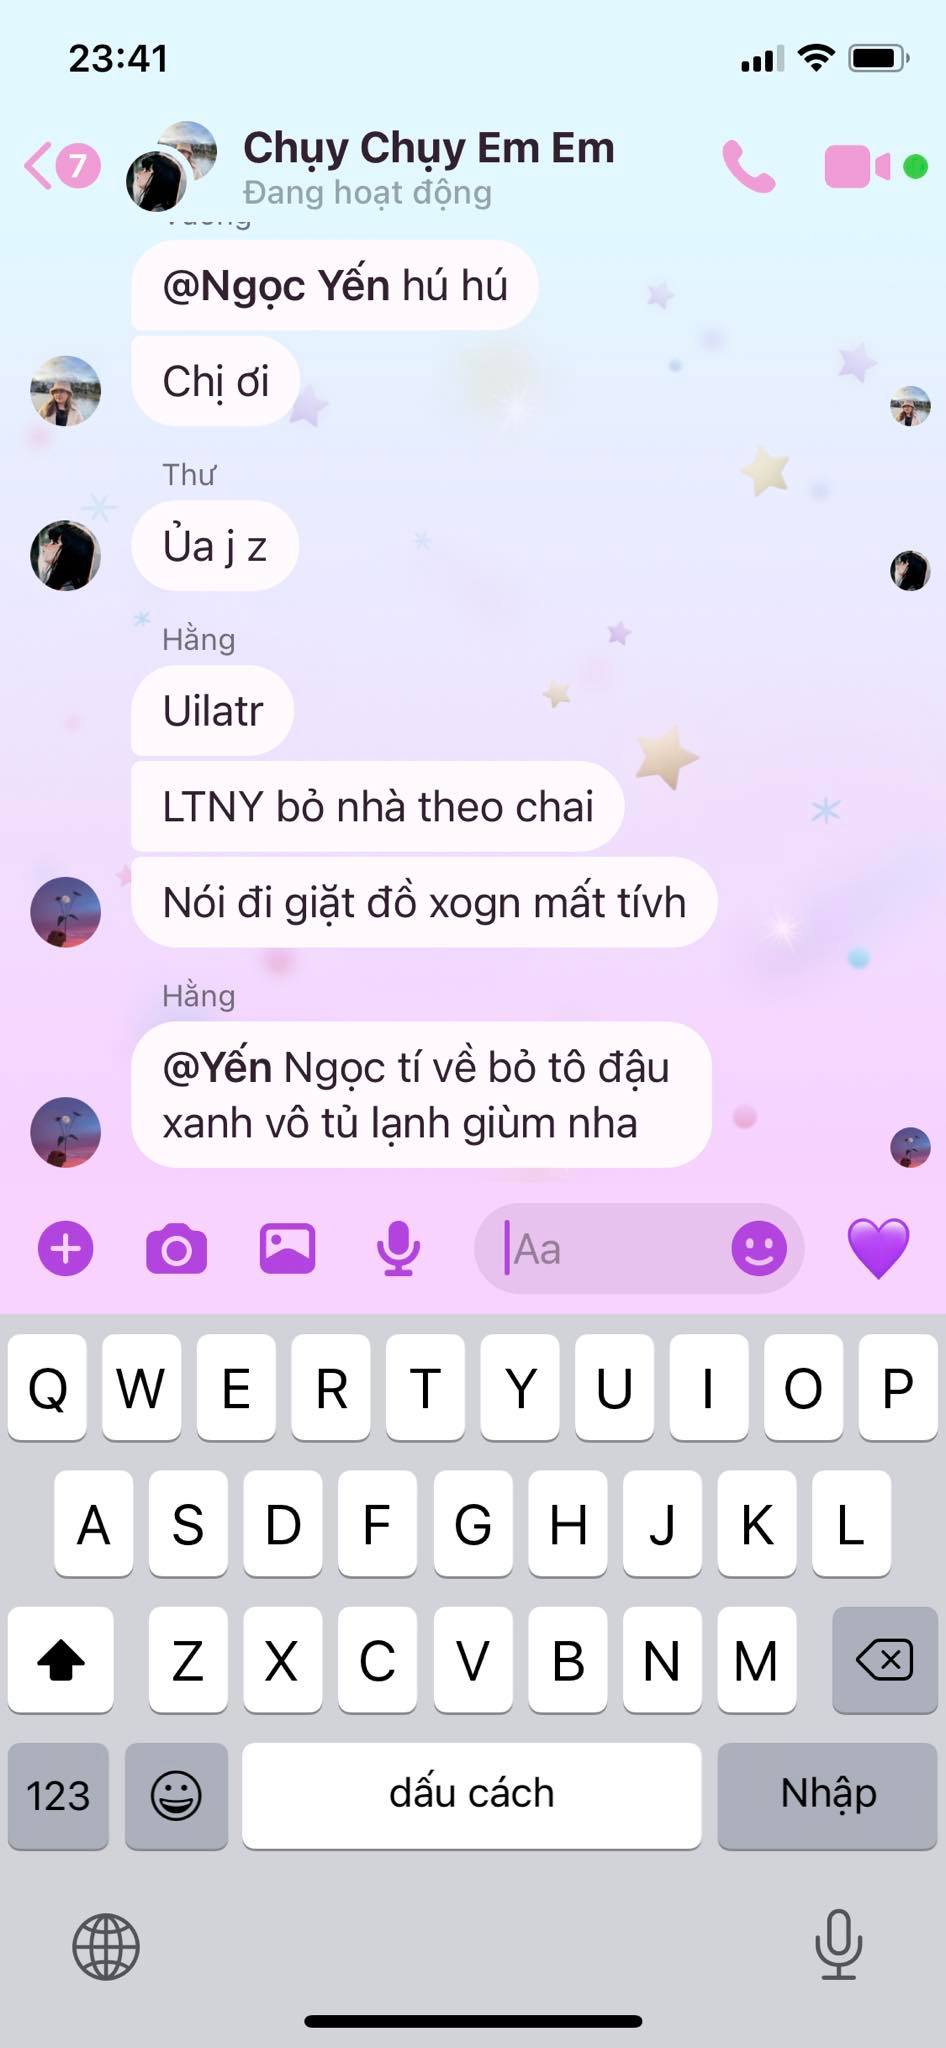 23:41
7
Chụy Chụy Em Em
Đang hoạt động
@Ngọc Yến hú hú
Chị ơi
Thư
Ủa j z
Hằng
Uilatr
LTNY bỏ nhà theo chai
Nói đi giặt đồ xogn mất tívh
Hằng
@Yến Ngọc tí về bỏ tô đậu
xanh vô tủ lạnh giùm nha
Aa
Q W E R T Y U I O P
A S D F G H J K L
Z X C V B N M
123 dấu cách Nhập